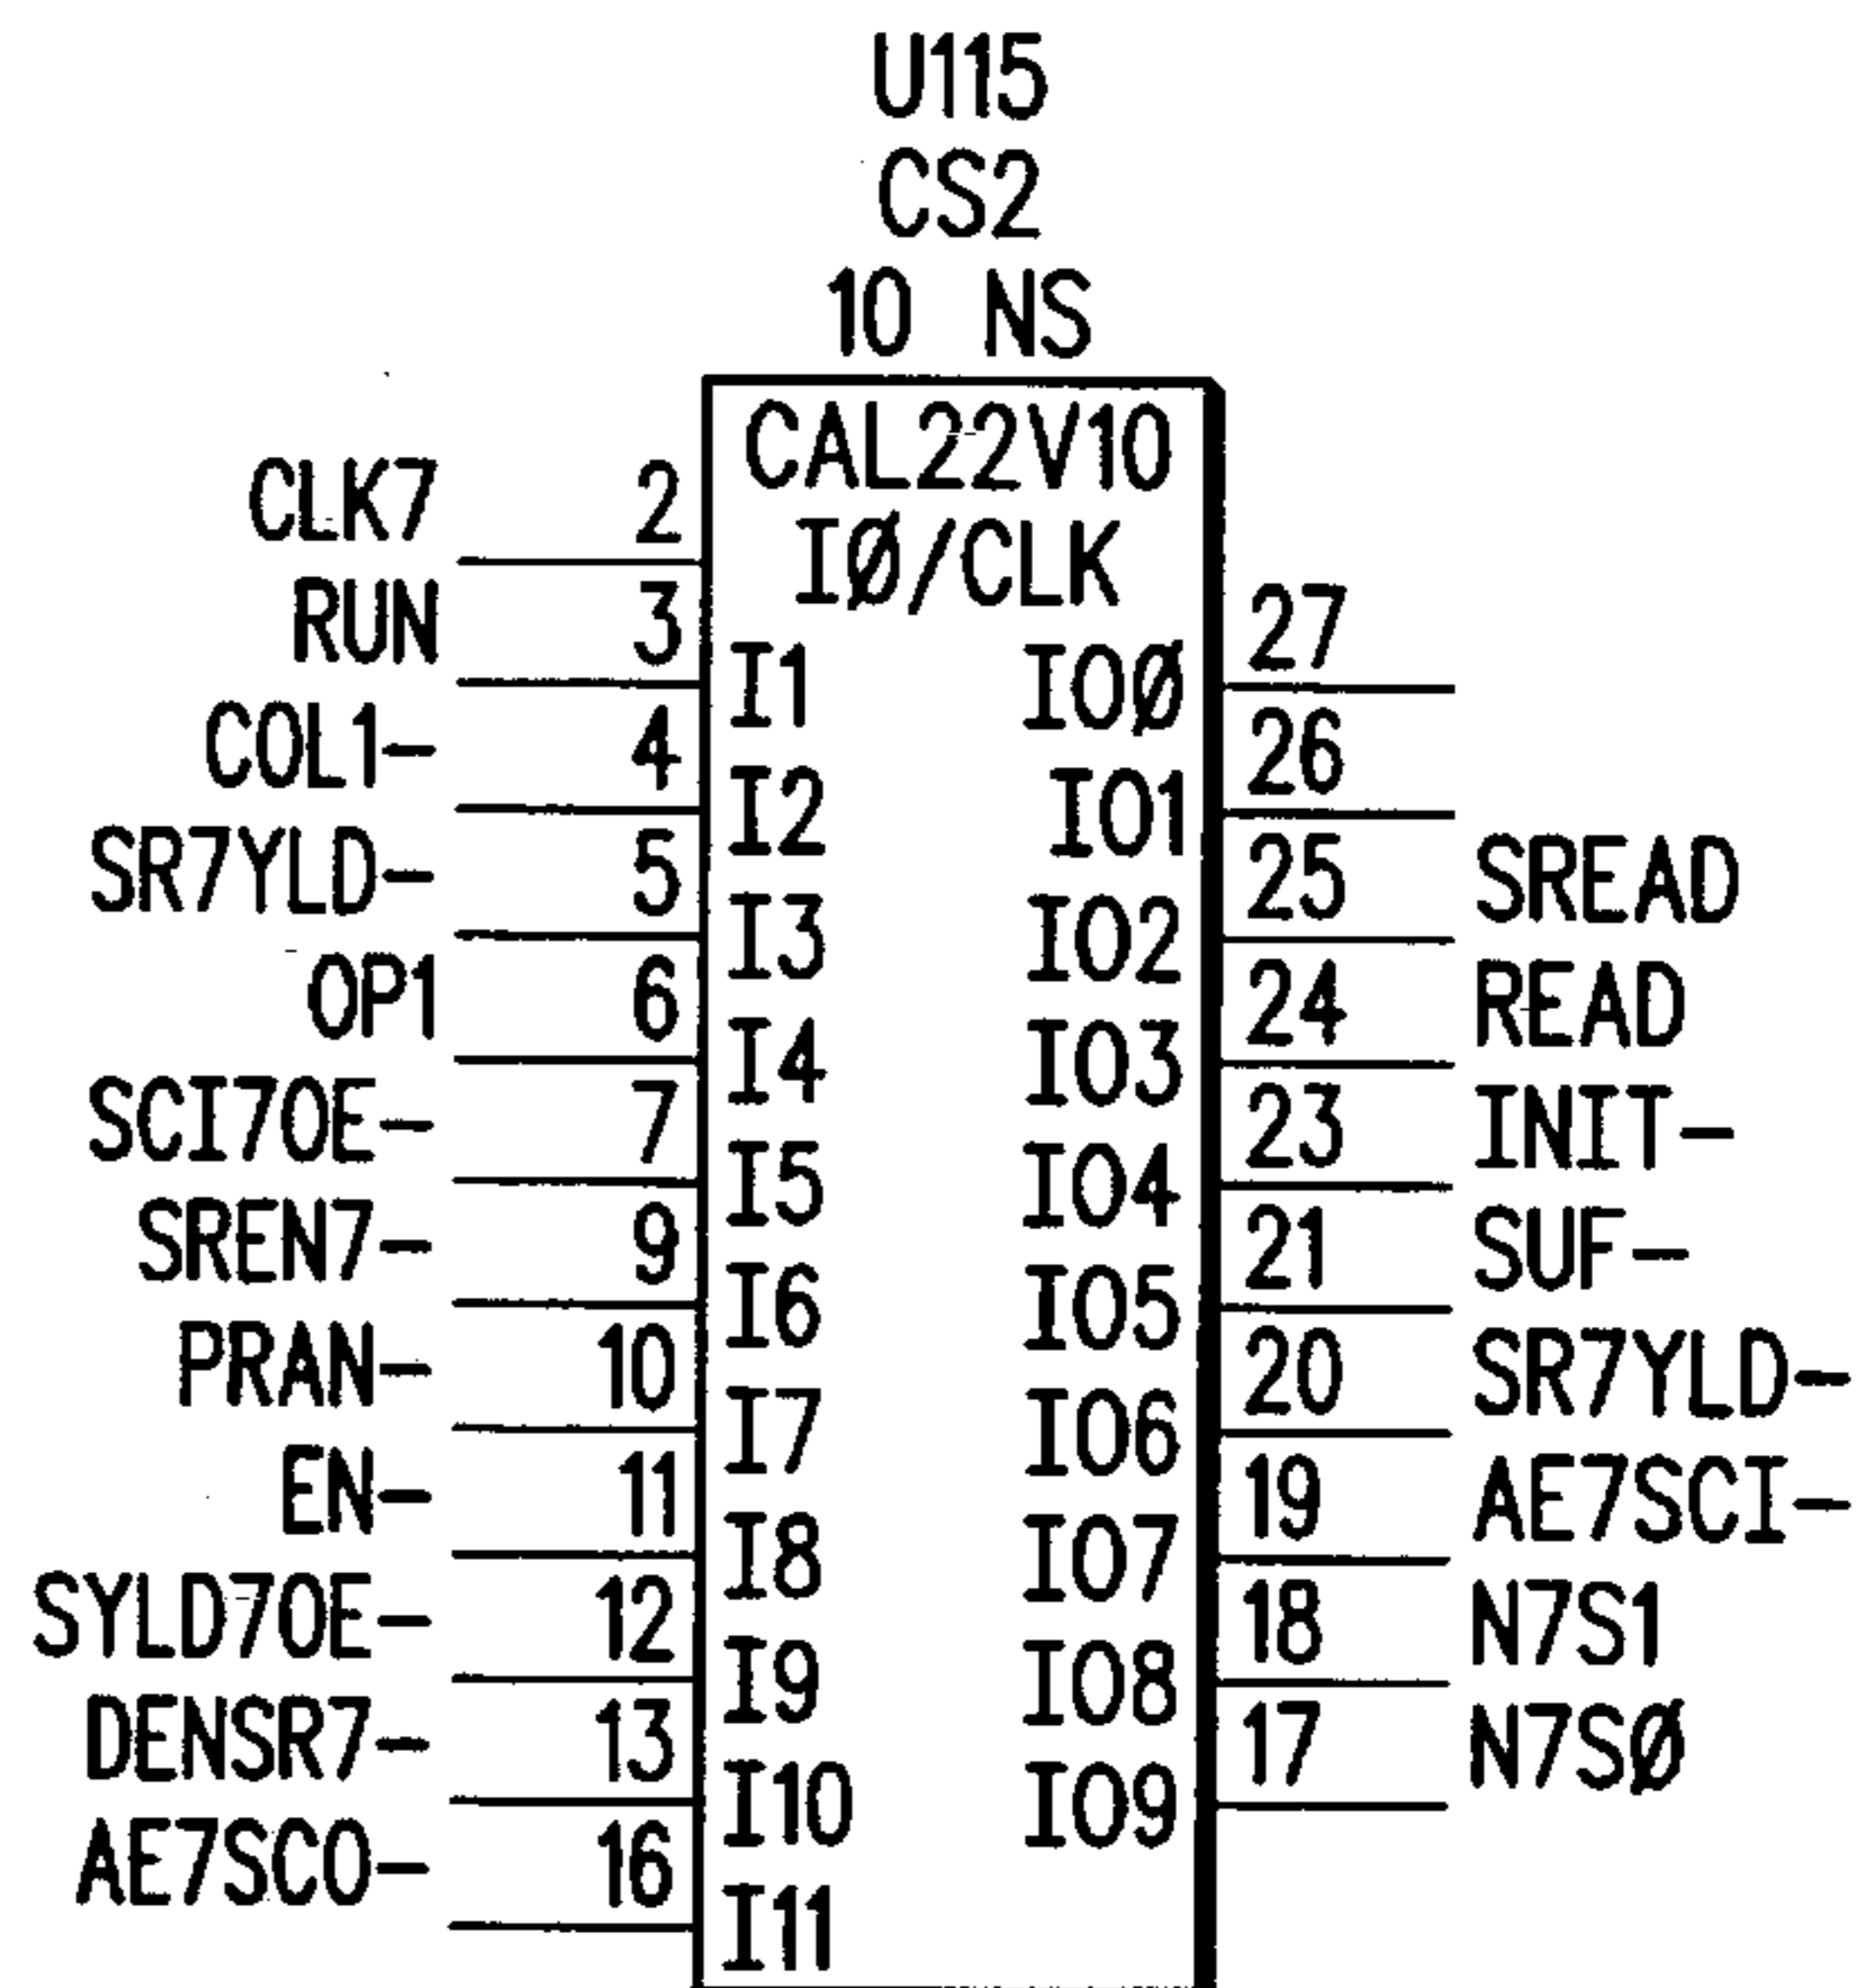 U115
CS2
10 NS
CAL22V10
CLK7 2 IØ/CLK
RUN 3 I1 IOØ 27
COL1- 4 I2 IO1 26
SR7YLD- 5 I3 IO2 25 SREAD
OP1 6 I4 IO3 24 READ
SCI7OE- 7 I5 IO4 23 INIT-
SREN7- 9 I6 IO5 21 SUF-
PRAN- 10 I7 IO6 20 SR7YLD-
EN- 11 I8 IO7 19 AE7SCI-
SYLD7OE- 12 I9 IO8 18 N7S1
DENSR7- 13 I10 IO9 17 N7SØ
AE7SCO- 16 I11